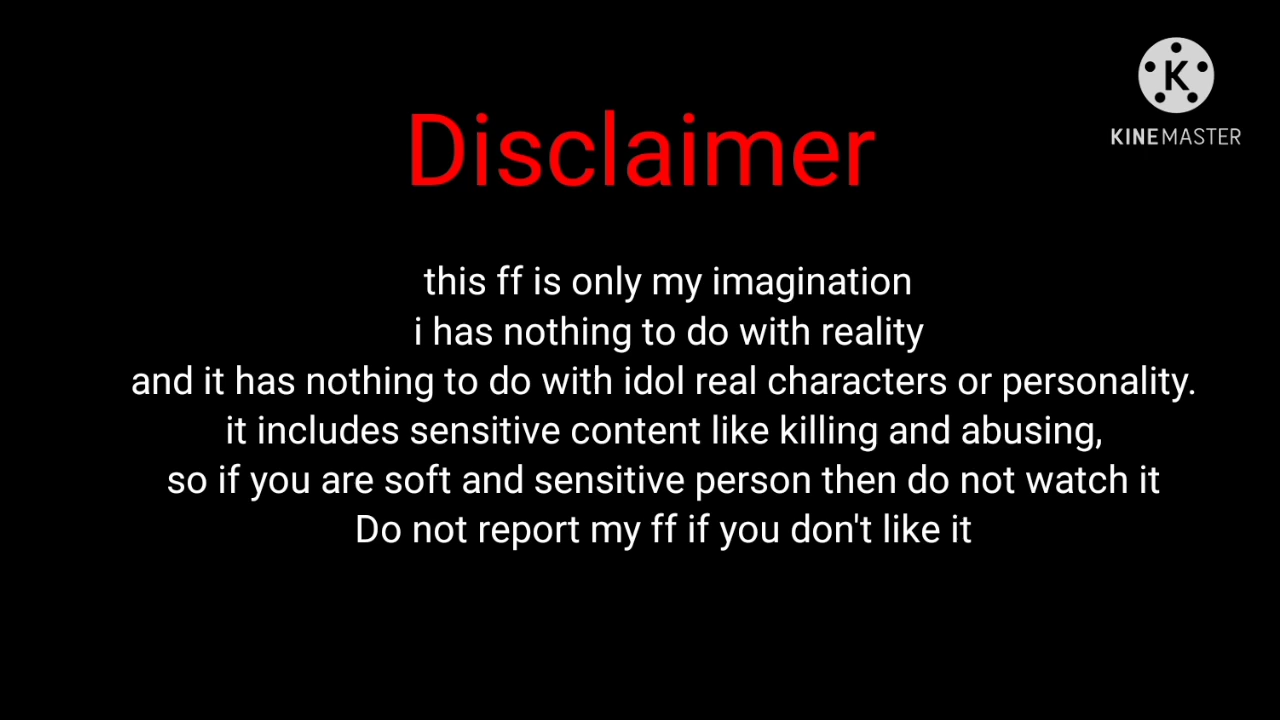 K
KINEMASTER
Disclaimer
this ff is only my imagination
i has nothing to do with reality
and it has nothing to do with idol real characters or personality.
it includes sensitive content like killing and abusing,
so if you are soft and sensitive person then do not watch it
Do not report my ff if you don't like it